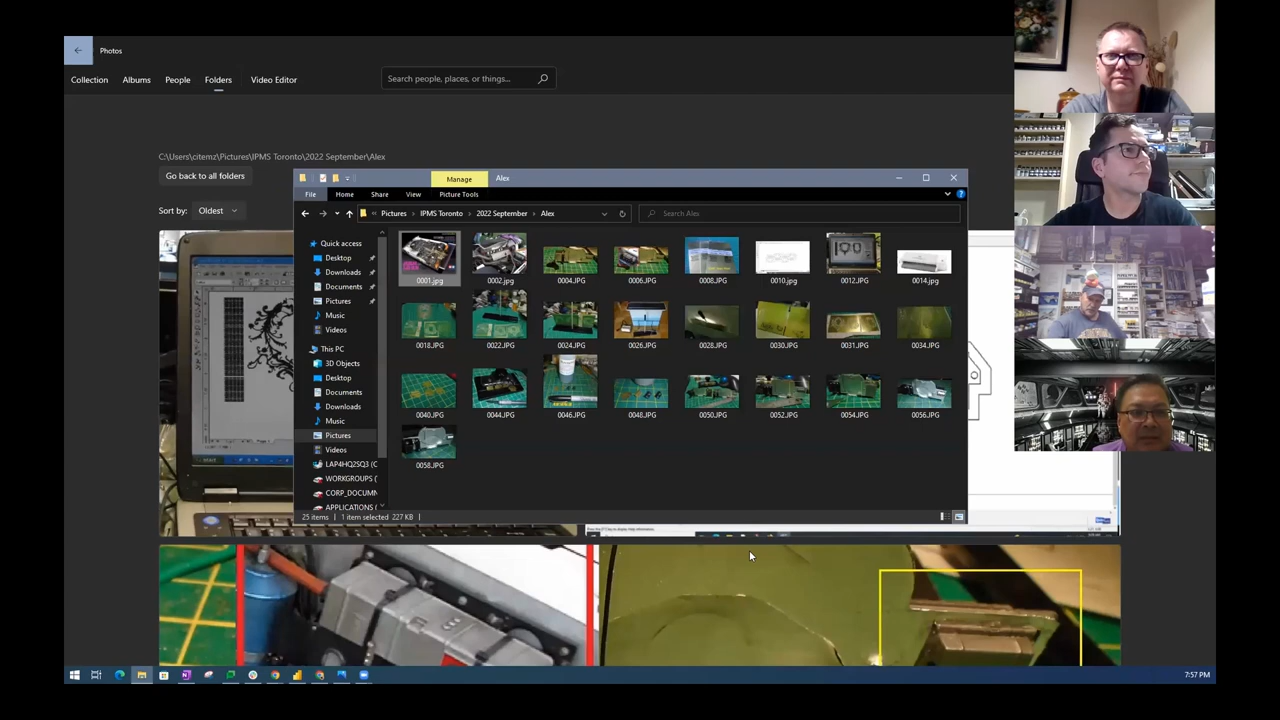 Photos
Collection Albums People Folders Video Editor
Search people, places, or things...
C:\Users\citemz\Pictures\IPMS Toronto\2022 September\Alex
Go back to all folders
Sort by: Oldest
Manage Alex
File Home Share View Picture Tools
« Pictures › IPMS Toronto › 2022 September › Alex
Search Alex
Quick access
Desktop
Downloads
Documents
Pictures
Music
Videos
This PC
3D Objects
Desktop
Documents
Downloads
Music
Pictures
Videos
LAP4HQ2SQ3 (C
WORKGROUPS (
CORP_DOCUMN
APPLICATIONS (
0001.jpg 0002.jpg 0004.JPG 0006.JPG 0008.JPG 0010.jpg 0012.JPG 0014.jpg
0018.JPG 0022.JPG 0024.JPG 0026.JPG 0028.JPG 0030.JPG 0031.JPG 0034.JPG
0040.JPG 0044.JPG 0046.JPG 0048.JPG 0050.JPG 0052.JPG 0054.JPG 0056.JPG
0058.JPG
25 items 1 item selected 227 KB
7:57 PM